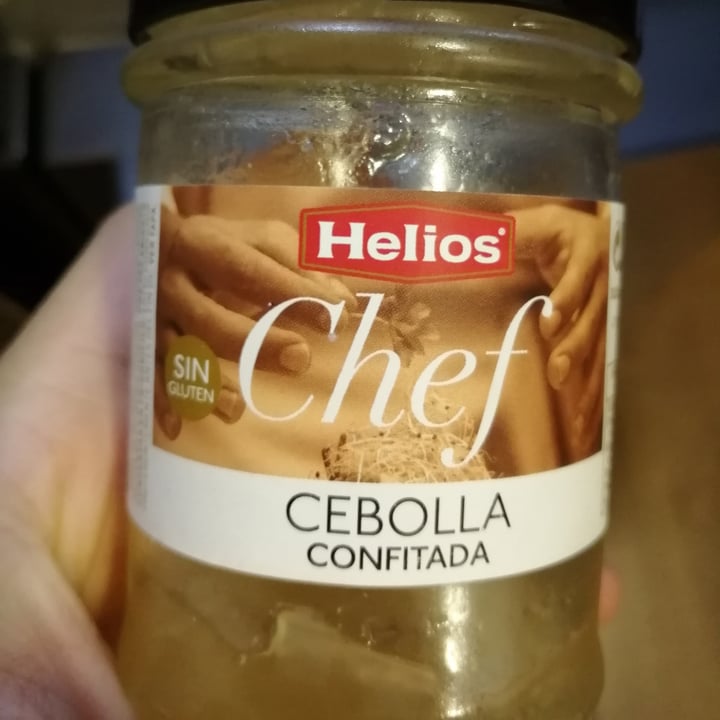 Helios
Chef
SIN
GLUTEN
CEBOLLA
CONFITADA